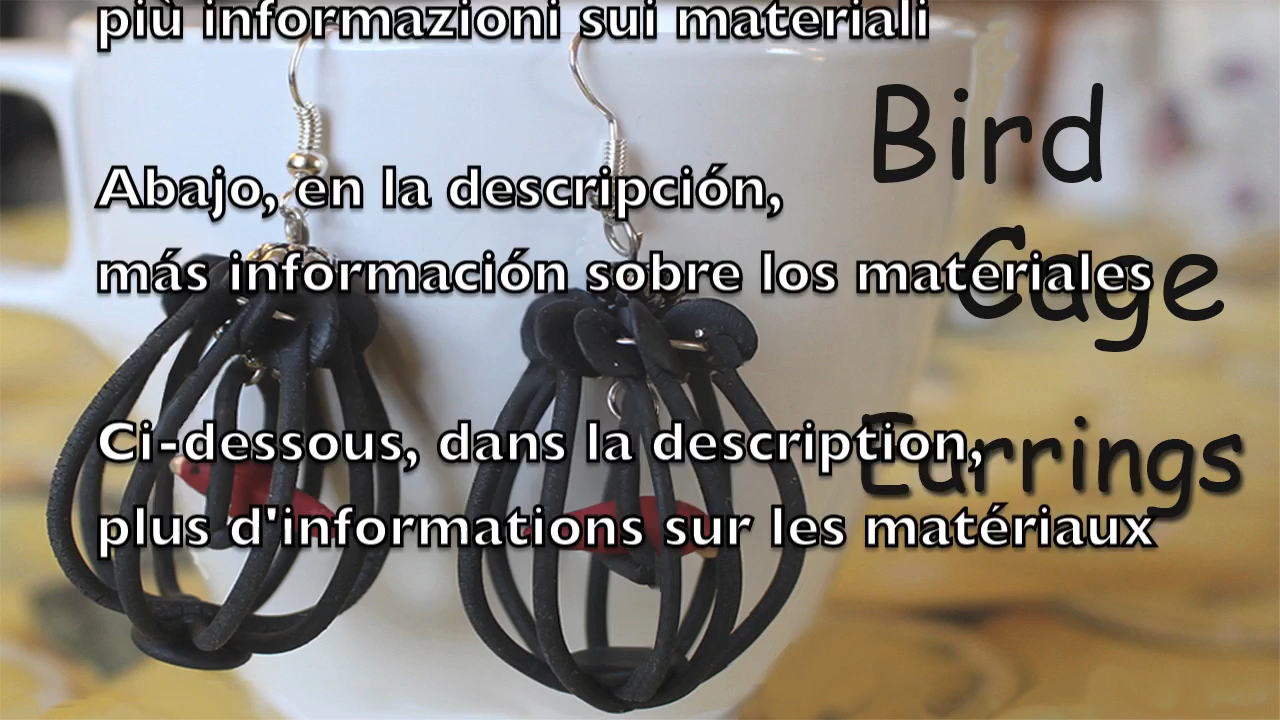 più informazioni sui materiali
Abajo, en la descripción,
más información sobre los materiales
Ci-dessous, dans la description,
plus d'informations sur les matériaux
Bird
Cage
Earrings